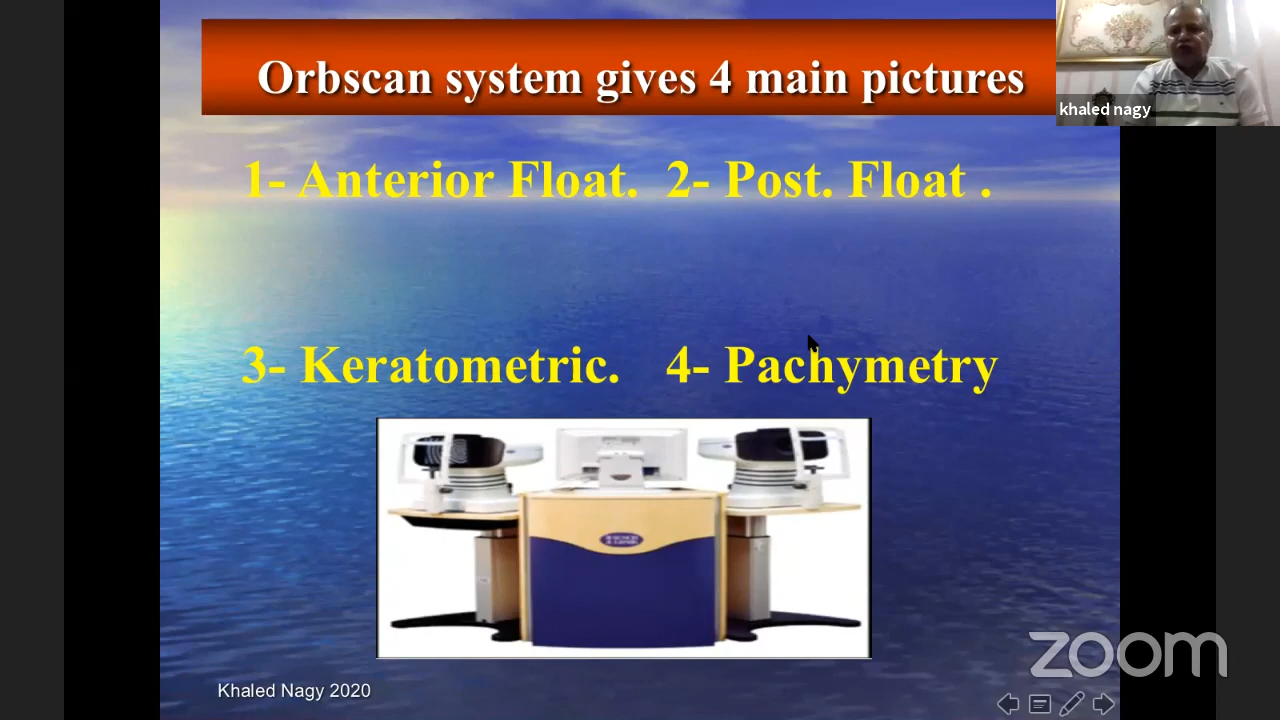 Orbscan system gives 4 main pictures
khaled nagy
1- Anterior Float. 2- Post. Float .
3- Keratometric. 4- Pachymetry
zoom
Khaled Nagy 2020